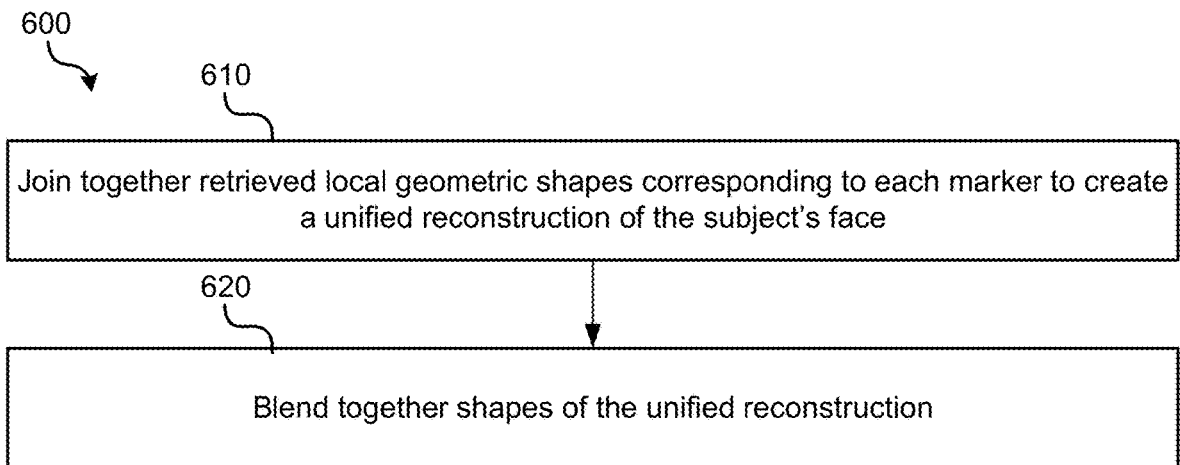 600
610
Join together retrieved local geometric shapes corresponding to each marker to create
a unified reconstruction of the subject's face
620
Blend together shapes of the unified reconstruction